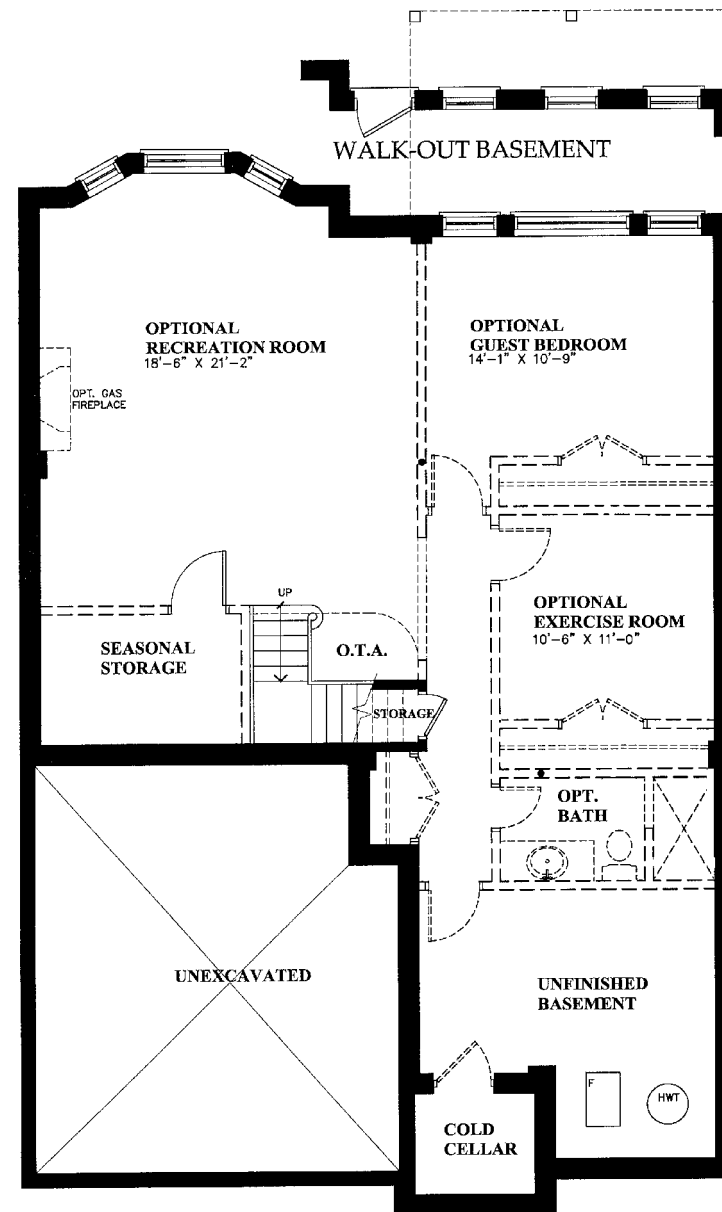 WALK-OUT BASEMENT
OPTIONAL
RECREATION ROOM
18'-6" X 21'-2"
OPTIONAL
GUEST BEDROOM
14'-1" X 10'-9"
OPT. GAS
FIREPLACE
UP
OPTIONAL
EXERCISE ROOM
10'-6" X 11'-0"
SEASONAL
STORAGE
O.T.A.
STORAGE
OPT.
BATH
UNEXCAVATED
UNFINISHED
BASEMENT
F
HWT
COLD
CELLAR